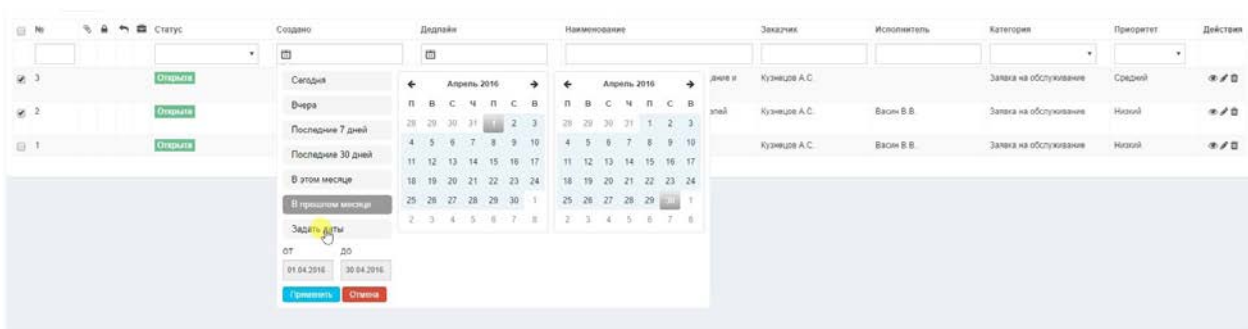 № Статус Создано Дедлайн Наименование Заказчик Исполнитель Категория Приоритет Действия
3 Открыта дние и Кузнецов А.С. Заявка на обслуживание Средний
2 Открыта Кузнецов А.С. Васин В.В. Заявка на обслуживание Низкий
1 Открыта Кузнецов А.С. Васин В.В. Заявка на обслуживание Низкий
Сегодня
Вчера
Последние 7 дней
Последние 30 дней
В этом месяце
В прошлом месяце
Задать даты
ОТ ДО
01.04.2016 30.04.2016
Применить Отмена
Апрель 2016
П В С Ч П С В
28 29 30 31 1 2 3
4 5 6 7 8 9 10
11 12 13 14 15 16 17
18 19 20 21 22 23 24
25 26 27 28 29 30 1
2 3 4 5 6 7 8
Апрель 2016
П В С Ч П С В
28 29 30 31 1 2 3
4 5 6 7 8 9 10
11 12 13 14 15 16 17
18 19 20 21 22 23 24
25 26 27 28 29 30 1
2 3 4 5 6 7 8